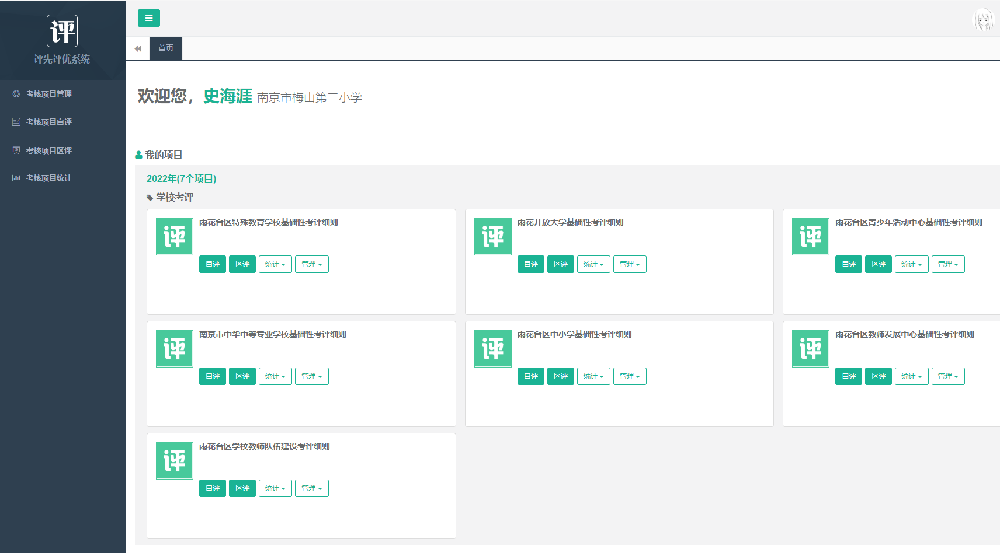 评
评先评优系统
考核项目管理
考核项目自评
考核项目区评
考核项目统计
首页
欢迎您，史海涯 南京市梅山第二小学
我的项目
2022年(7个项目)
学校考评
评 雨花台区特殊教育学校基础性考评细则
自评 区评 统计 管理
评 雨花开放大学基础性考评细则
自评 区评 统计 管理
评 雨花台区青少年活动中心基础性考评细则
自评 区评 统计 管理
评 南京市中华中等专业学校基础性考评细则
自评 区评 统计 管理
评 雨花台区中小学基础性考评细则
自评 区评 统计 管理
评 雨花台区教师发展中心基础性考评细则
自评 区评 统计 管理
评 雨花台区学校教师队伍建设考评细则
自评 区评 统计 管理